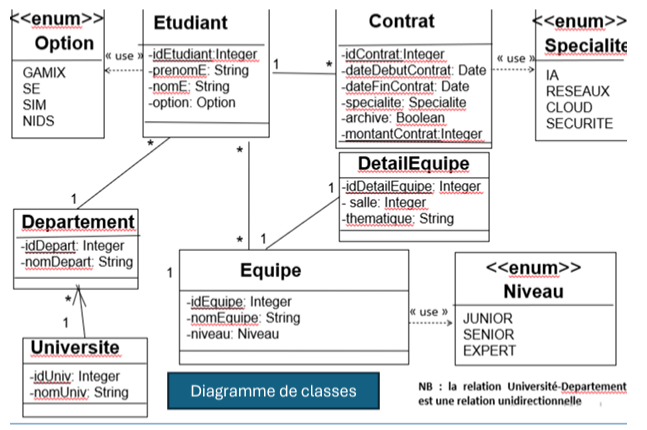 <<enum>>
Option
GAMIX
SE
SIM
NIDS
« use »
Etudiant
-idEtudiant:Integer
-prenomE: String
-nomE: String
-option: Option
1
*
Contrat
-idContrat:Integer
-dateDebutContrat: Date
-dateFinContrat: Date
-specialite: Specialite
-archive: Boolean
-montantContrat:Integer
« use »
<<enum>>
Specialite
IA
RESEAUX
CLOUD
SECURITE
*
1
*
*
DetailEquipe
-idDetailEquipe: Integer
- salle: Integer
-thematique: String
1
1
Departement
-idDepart: Integer
-nomDepart: String
*
1
Universite
-idUniv: Integer
-nomUniv: String
1
Equipe
-idEquipe: Integer
-nomEquipe: String
-niveau: Niveau
« use »
<<enum>>
Niveau
JUNIOR
SENIOR
EXPERT
Diagramme de classes
NB : la relation Université-Departement
est une relation unidirectionnelle